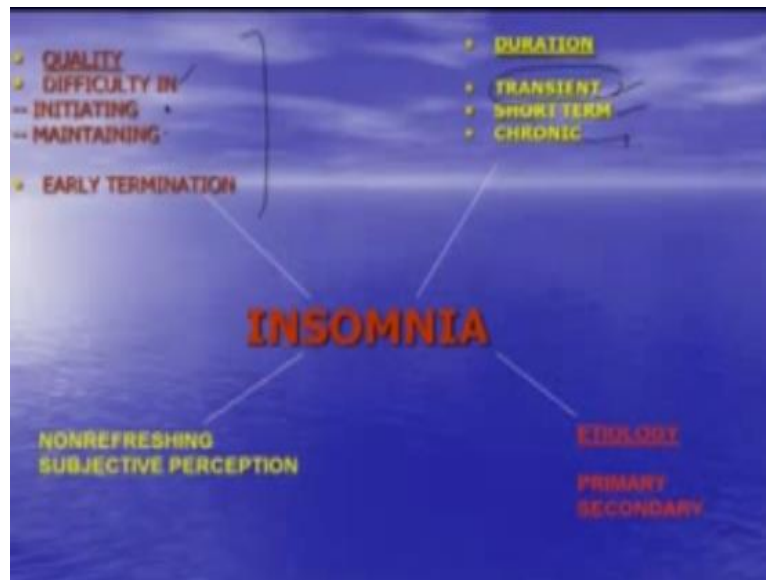 QUALITY
DIFFICULTY IN
-- INITIATING
-- MAINTAINING
EARLY TERMINATION
DURATION
TRANSIENT
SHORT TERM
CHRONIC
INSOMNIA
NONREFRESHING
SUBJECTIVE PERCEPTION
ETIOLOGY
PRIMARY
SECONDARY